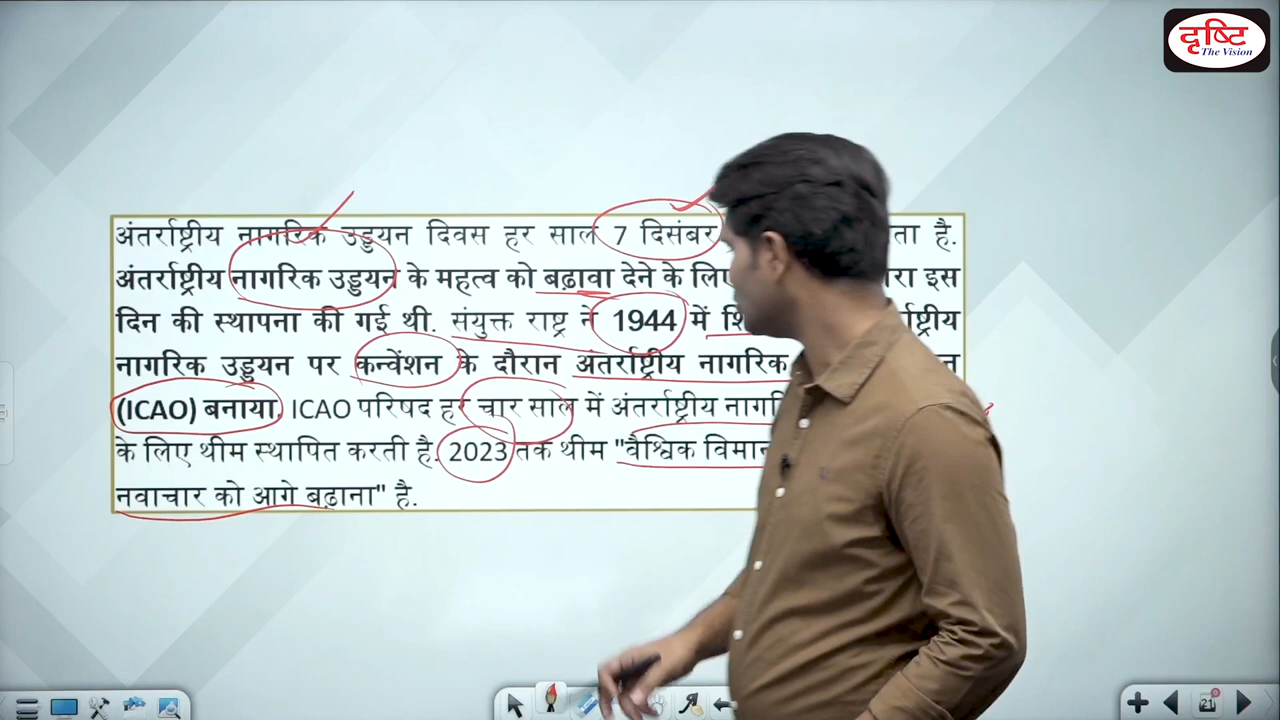 दृष्टि
The Vision
अंतर्राष्ट्रीय नागरिक उड्डयन दिवस हर साल 7 दिसंबर है.
अंतर्राष्ट्रीय नागरिक उड्डयन के महत्व को बढ़ावा देने के लिए इस
दिन की स्थापना की गई थी. संयुक्त राष्ट्र ने 1944 में
नागरिक उड्डयन पर कन्वेंशन के दौरान अंतर्राष्ट्रीय नागरिक
(ICAO) बनाया. ICAO परिषद हर चार साल में अंतर्राष्ट्रीय
के लिए थीम स्थापित करती है. 2023 तक थीम "वैश्विक विमान
नवाचार को आगे बढ़ाना" है.
21